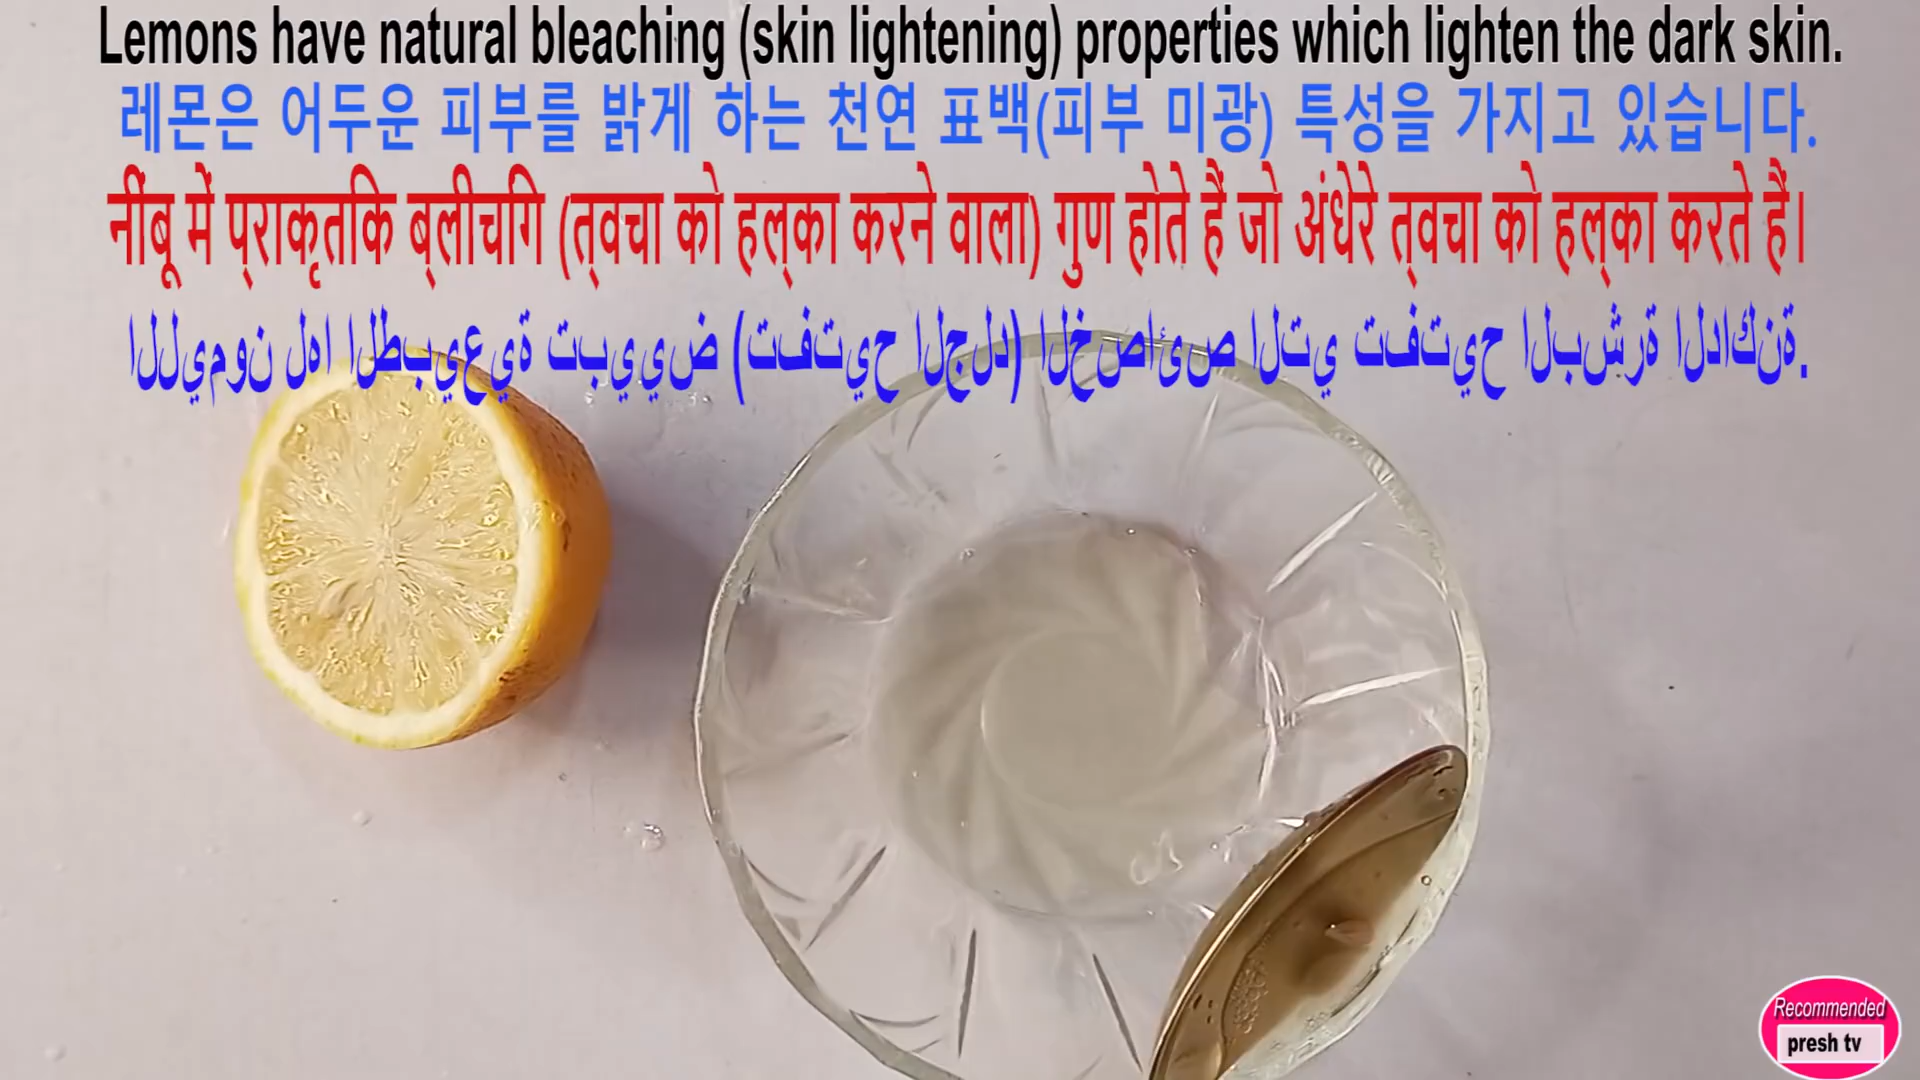 Lemons have natural bleaching (skin lightening) properties which lighten the dark skin.
레몬은 어두운 피부를 밝게 하는 천연 표백(피부 미광) 특성을 가지고 있습니다.
नींबू में प्राकृतकि ब्लीचगि (त्वचा को हल्का करने वाला) गुण होते हैं जो अंधेरे त्वचा को हल्का करते हैं।
الليمون لها الطبيعية تبييض (تفتيح الجلد) الخصائص التي تفتيح البشرة الداكنة.
Recommended
presh tv